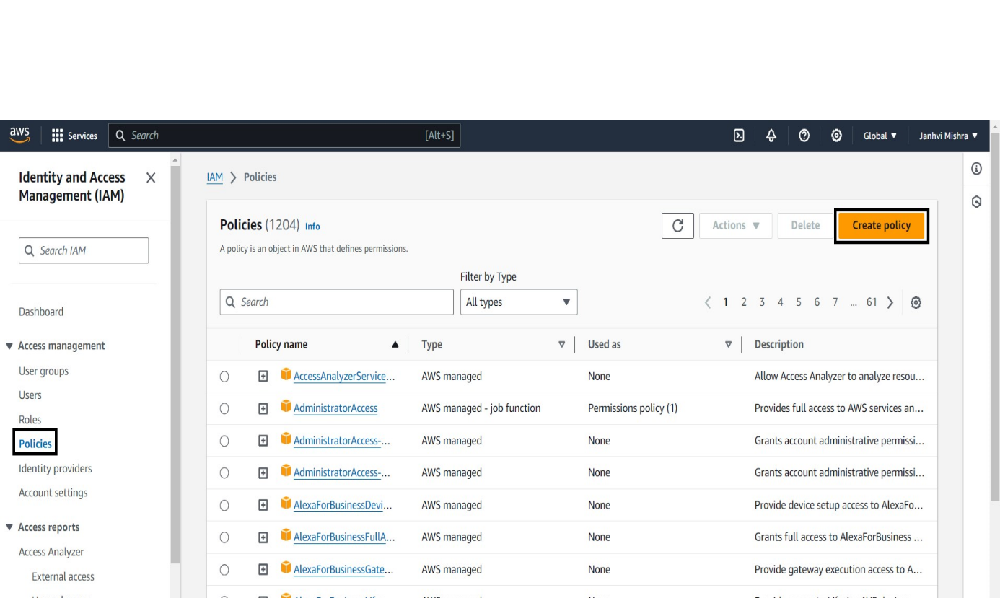 aws Services Search [Alt+S] Global ▼ Janhvi Mishra ▼
Identity and Access
Management (IAM)
Search IAM
Dashboard
Access management
User groups
Users
Roles
Policies
Identity providers
Account settings
Access reports
Access Analyzer
External access
IAM > Policies
Policies (1204) Info
Actions ▼ Delete Create policy
A policy is an object in AWS that defines permissions.
Filter by Type
Search All types 1 2 3 4 5 6 7 ... 61
Policy name Type Used as Description
AccessAnalyzerService... AWS managed None Allow Access Analyzer to analyze resou...
AdministratorAccess AWS managed - job function Permissions policy (1) Provides full access to AWS services an...
AdministratorAccess-... AWS managed None Grants account administrative permissi...
AdministratorAccess-... AWS managed None Grants account administrative permissi...
AlexaForBusinessDevi... AWS managed None Provide device setup access to AlexaFo...
AlexaForBusinessFullA... AWS managed None Grants full access to AlexaForBusiness ...
AlexaForBusinessGate... AWS managed None Provide gateway execution access to A...